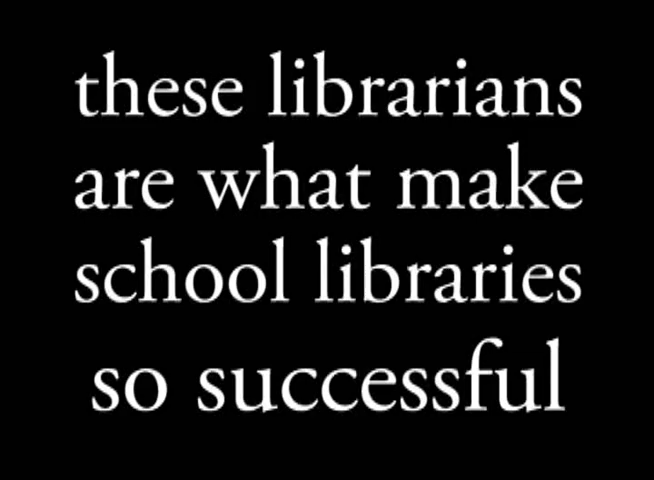 these librarians
are what make
school libraries
so successful